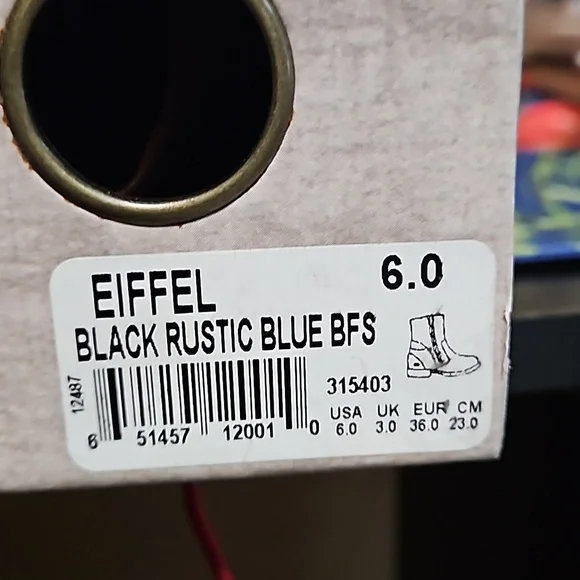 EIFFEL 6.0
BLACK RUSTIC BLUE BFS
12487
315403
USA UK EUR CM
6.0 3.0 36.0 23.0
6 51457 12001 0